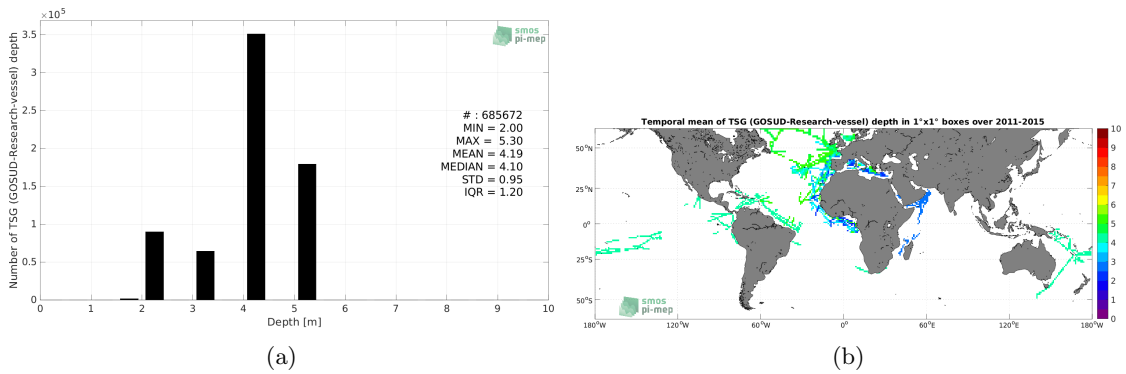 ×10⁵
3.5
3
2.5
2
1.5
1
0.5
0
Number of TSG (GOSUD-Research-vessel) depth
smos
pi-mep
# : 685672
MIN = 2.00
MAX = 5.30
MEAN = 4.19
MEDIAN = 4.10
STD = 0.95
IQR = 1.20
0 1 2 3 4 5 6 7 8 9 10
Depth [m]
(a)
Temporal mean of TSG (GOSUD-Research-vessel) depth in 1°x1° boxes over 2011-2015
50°N
25°N
0°
25°S
50°S
smos
pi-mep
180°W 120°W 60°W 0° 60°E 120°E 180°W
10
9
8
7
6
5
4
3
2
1
0
(b)